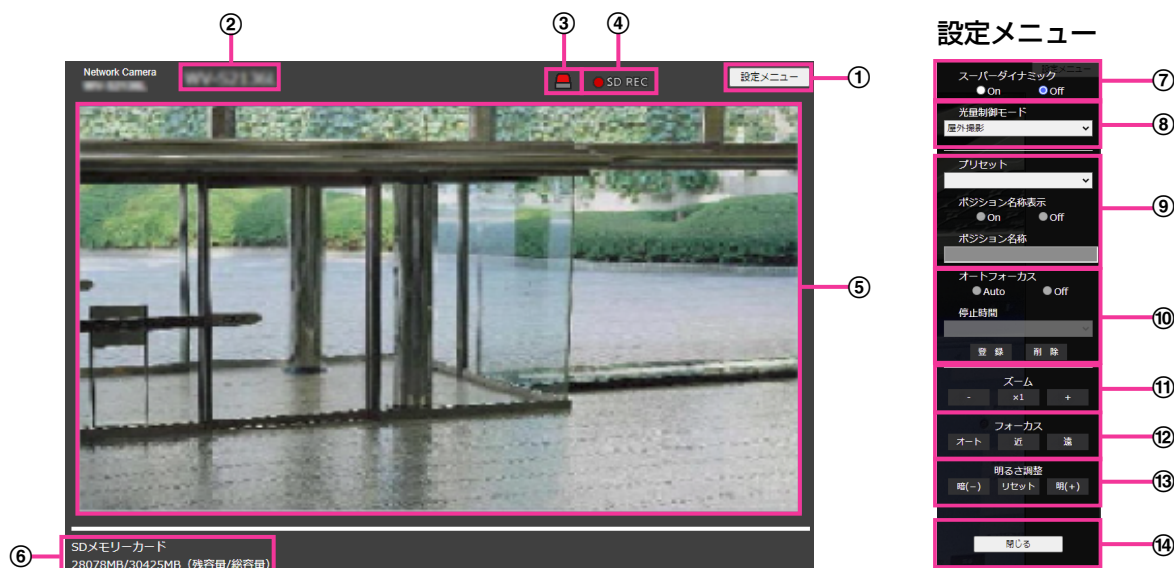 ② ③ ④
設定メニュー
Network Camera
SD REC
設定メニュー ①
⑤
⑥ SDメモリーカード
28078MB/30425MB (残容量/総容量)
設定メニュー
スーパーダイナミック
On Off ⑦
光量制御モード
屋外撮影 ⑧
プリセット
ポジション名称表示 ⑨
On Off
ポジション名称
オートフォーカス
Auto Off
停止時間 ⑩
登 録 削 除
ズーム ⑪
- ×1 +
フォーカス ⑫
オート 近 遠
明るさ調整 ⑬
暗(-) リセット 明(+)
閉じる ⑭